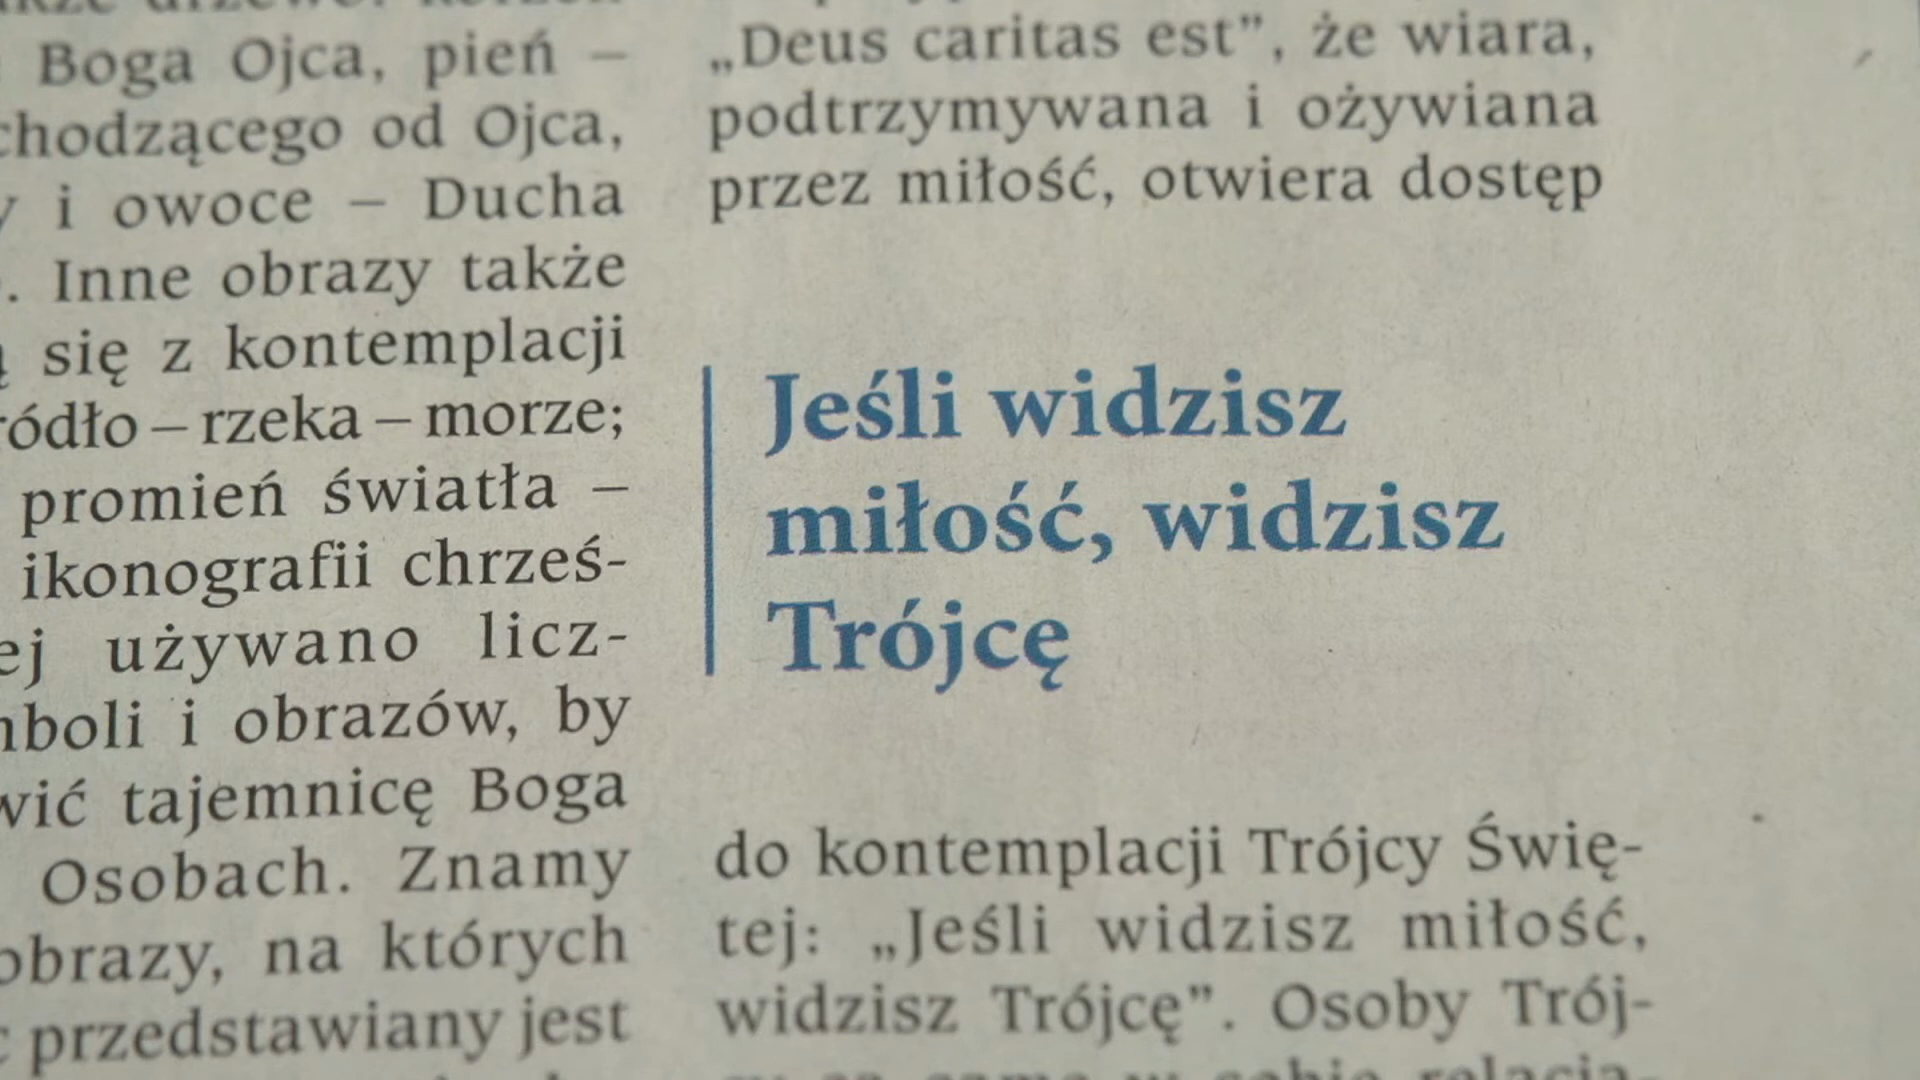 Boga Ojca, pień –
chodzącego od Ojca,
y i owoce – Ducha
. Inne obrazy także
się z kontemplacji
ródło – rzeka – morze;
promień światła –
ikonografii chrześ-
ej używano licz-
mboli i obrazów, by
wić tajemnicę Boga
Osobach. Znamy
obrazy, na których
przedstawiany jest
„Deus caritas est”, że wiara,
podtrzymywana i ożywiana
przez miłość, otwiera dostęp
Jeśli widzisz
miłość, widzisz
Trójcę
do kontemplacji Trójcy Świę-
tej: „Jeśli widzisz miłość,
widzisz Trójcę”. Osoby Trój-